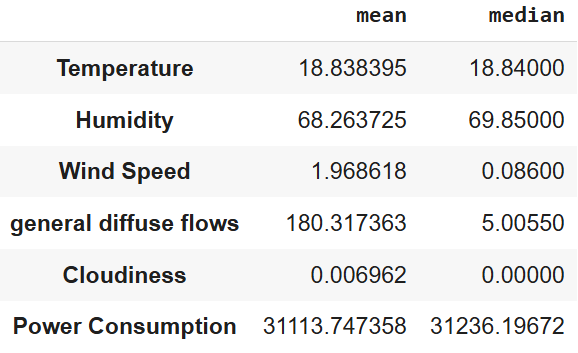 mean median
Temperature 18.838395 18.84000
Humidity 68.263725 69.85000
Wind Speed 1.968618 0.08600
general diffuse flows 180.317363 5.00550
Cloudiness 0.006962 0.00000
Power Consumption 31113.747358 31236.19672